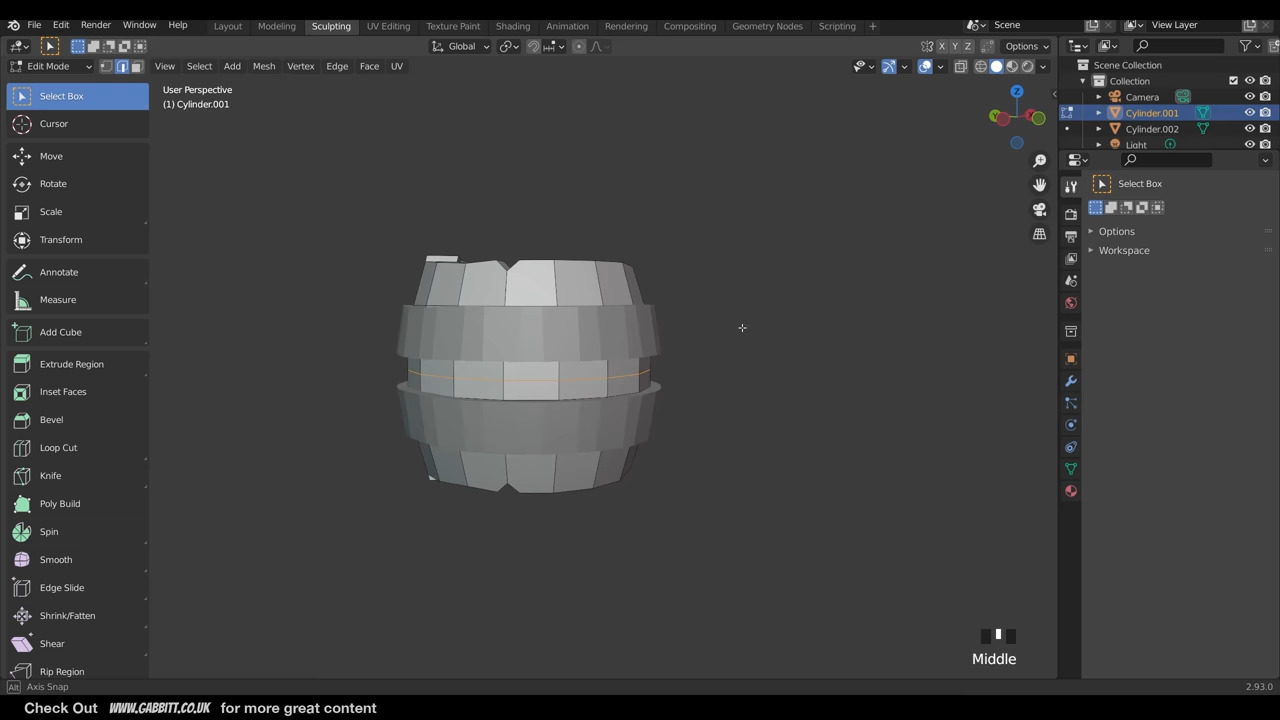 File Edit Render Window Help Layout Modeling Sculpting UV Editing Texture Paint Shading Animation Rendering Compositing Geometry Nodes Scripting + Scene View Layer
Global X Y Z Options
Edit Mode View Select Add Mesh Vertex Edge Face UV
Scene Collection
Collection
Camera
Cylinder.001
Cylinder.002
Light
User Perspective
(1) Cylinder.001
Z
Select Box
Cursor
Move
Rotate
Scale
Transform
Annotate
Measure
Add Cube
Extrude Region
Inset Faces
Bevel
Loop Cut
Knife
Poly Build
Spin
Smooth
Edge Slide
Shrink/Fatten
Shear
Rip Region
Select Box
Options
Workspace
Middle
Alt Axis Snap
2.93.0
Check Out WWW.GABBITT.CO.UK for more great content